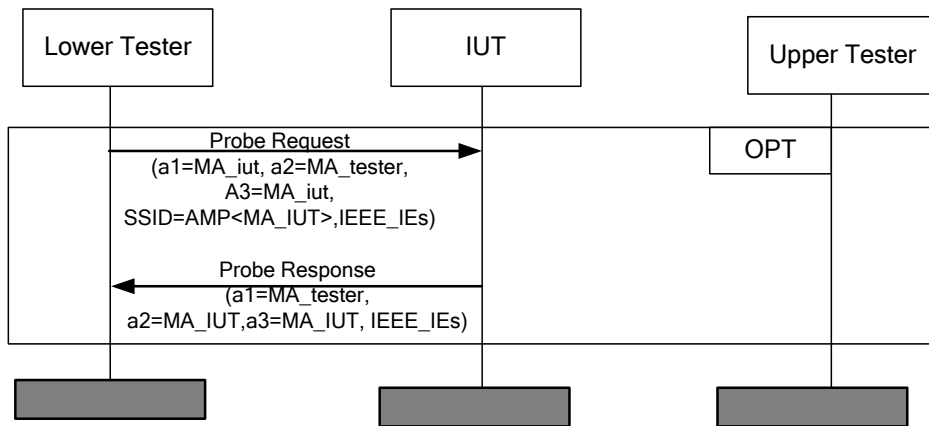 Lower Tester
IUT
Upper Tester
OPT
Probe Request
(a1=MA_iut, a2=MA_tester,
A3=MA_iut,
SSID=AMP<MA_IUT>,IEEE_IEs)
Probe Response
(a1=MA_tester,
a2=MA_IUT,a3=MA_IUT, IEEE_IEs)